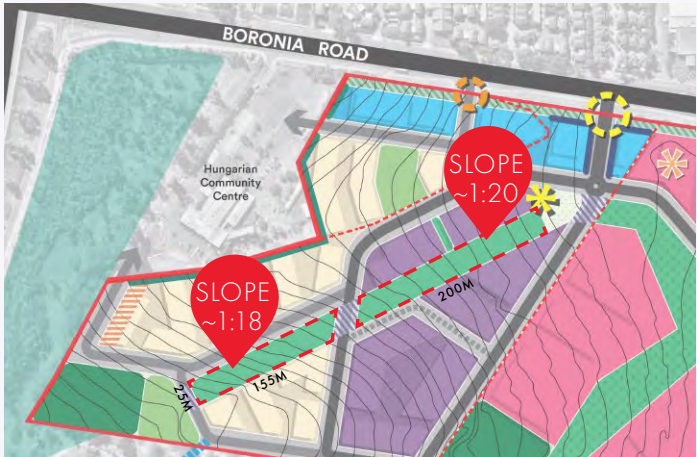 BORONIA ROAD
Hungarian
Community
Centre
SLOPE
~1:20
SLOPE
~1:18
200M
155M
25M